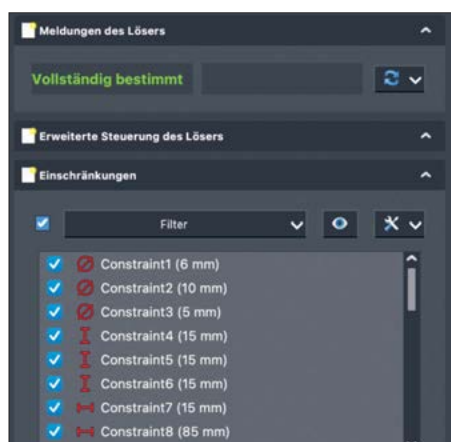 Meldungen des Lösers
Vollständig bestimmt
Erweiterte Steuerung des Lösers
Einschränkungen
Filter
Constraint1 (6 mm)
Constraint2 (10 mm)
Constraint3 (5 mm)
Constraint4 (15 mm)
Constraint5 (15 mm)
Constraint6 (15 mm)
Constraint7 (15 mm)
Constraint8 (85 mm)